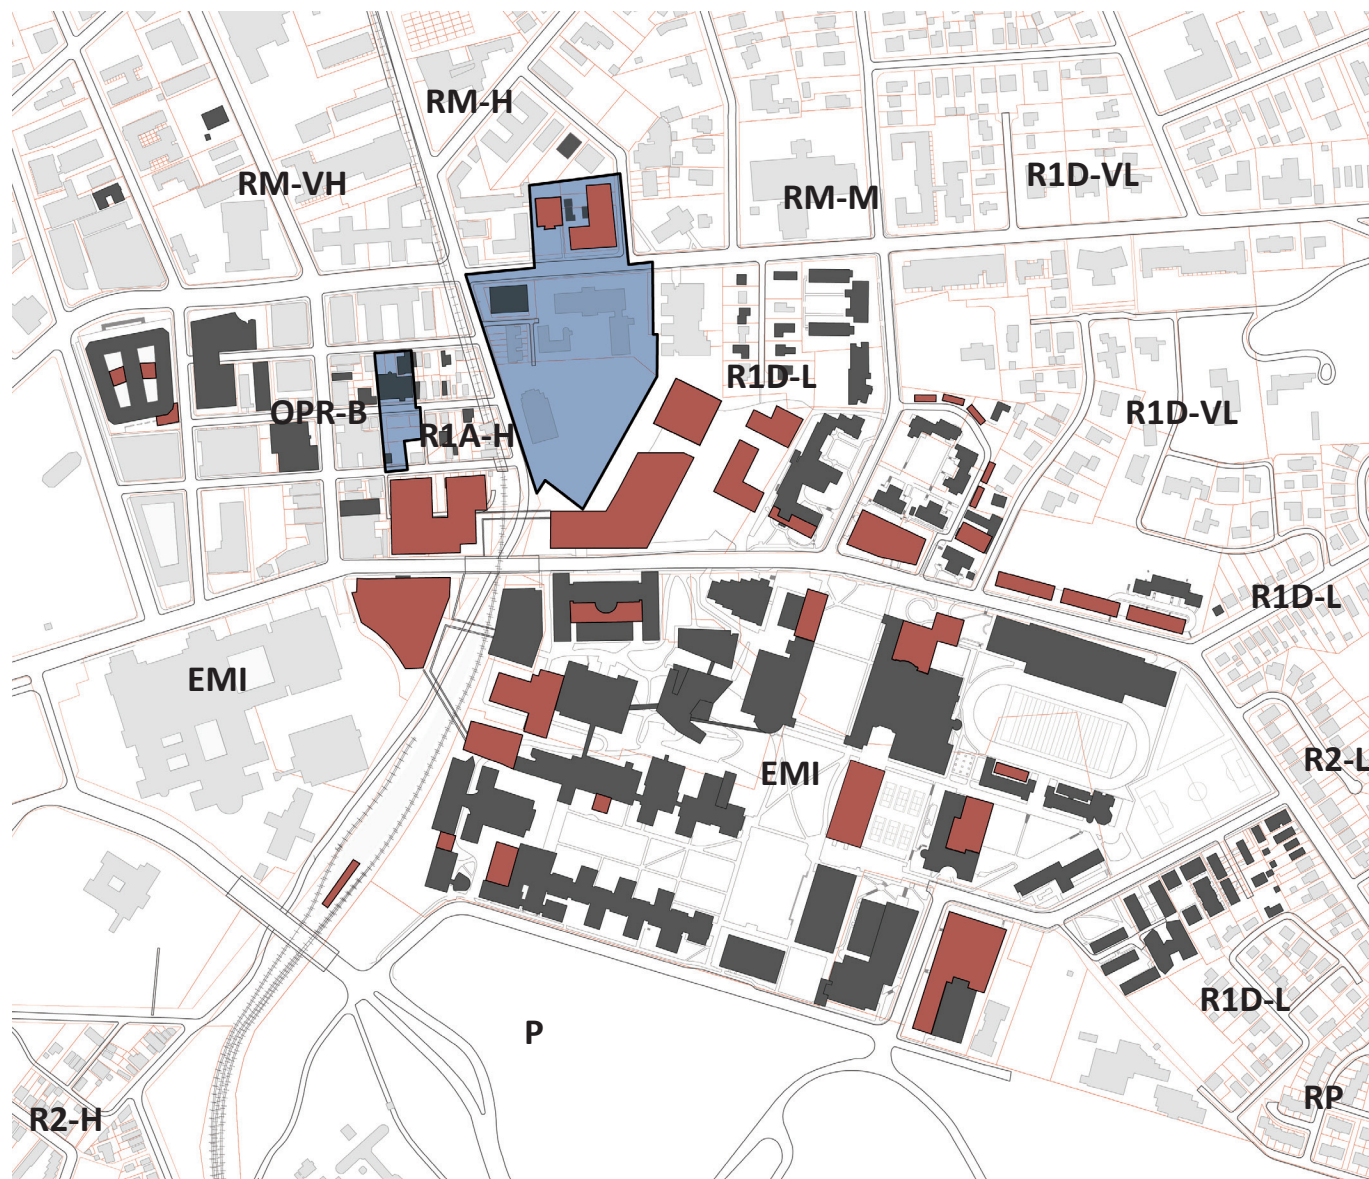 RM-H
RM-VH
RM-M
R1D-VL
R1D-L
OPR-B
R1A-H
R1D-VL
R1D-L
EMI
R2-L
EMI
R1D-L
P
R2-H
RP